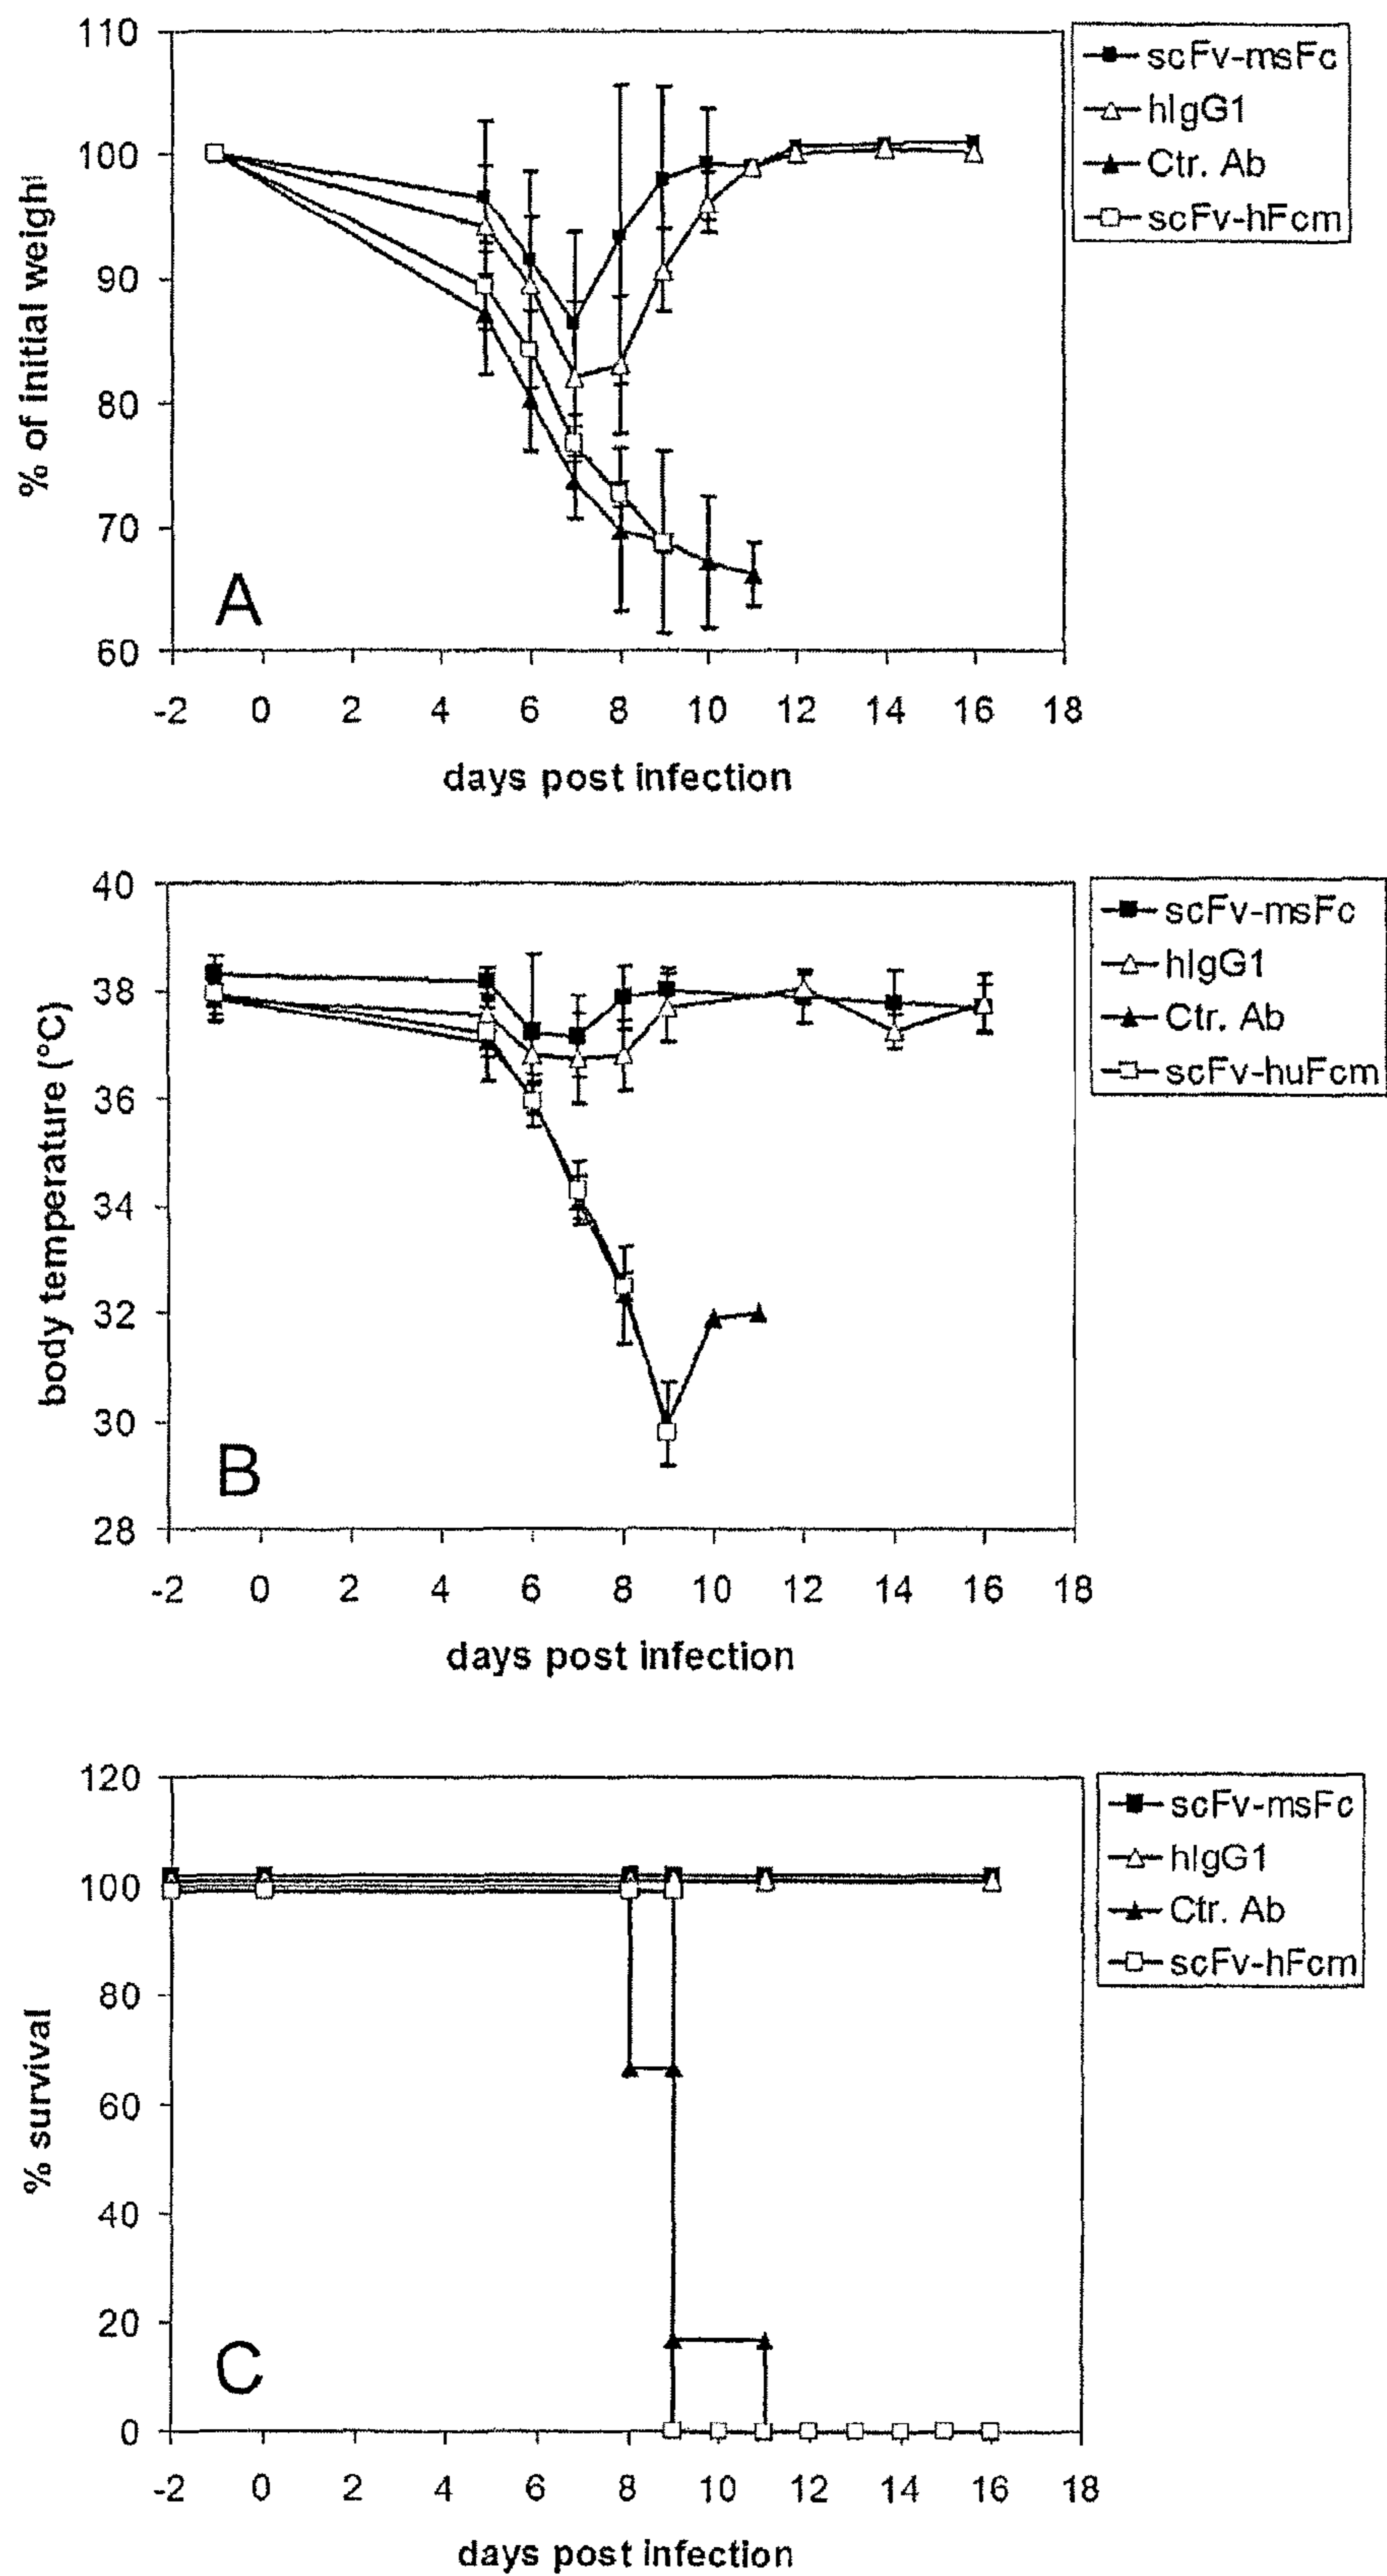 110
100
90
80
70
60
% of initial weight
A
-2 0 2 4 6 8 10 12 14 16 18
days post infection
scFv-msFc
hIgG1
Ctr. Ab
scFv-hFcm
40
38
36
34
32
30
28
body temperature (°C)
B
-2 0 2 4 6 8 10 12 14 16 18
days post infection
scFv-msFc
hIgG1
Ctr. Ab
scFv-huFcm
120
100
80
60
40
20
0
% survival
C
-2 0 2 4 6 8 10 12 14 16 18
days post infection
scFv-msFc
hIgG1
Ctr. Ab
scFv-hFcm